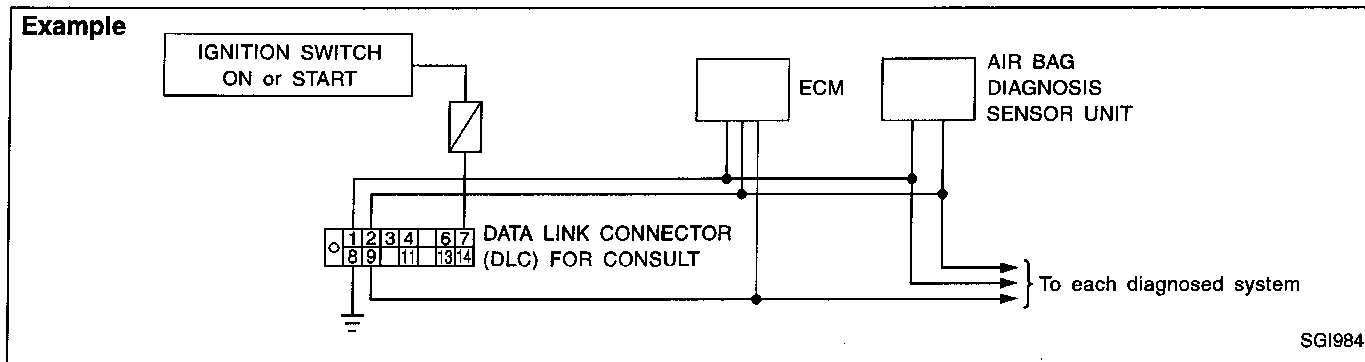 Example
IGNITION SWITCH
ON or START
ECM
AIR BAG
DIAGNOSIS
SENSOR UNIT
1 2 3 4 6 7
8 9 11 13 14
DATA LINK CONNECTOR
(DLC) FOR CONSULT
To each diagnosed system
SGI984